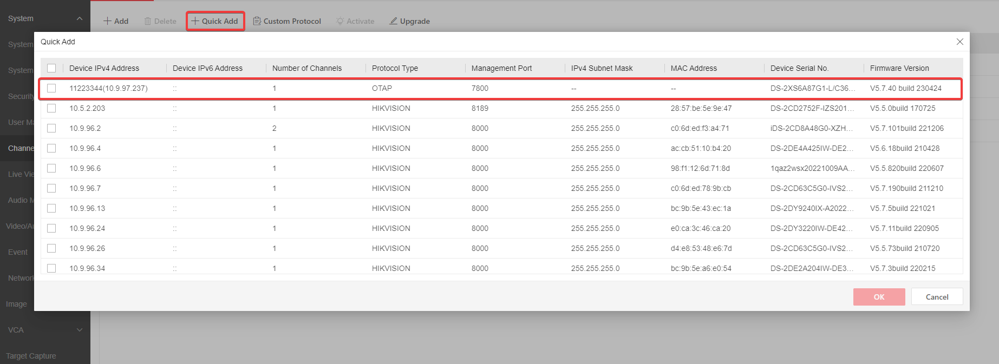 System
Add Delete Quick Add Custom Protocol Activate Upgrade
System
System
Security
User Ma
Channe
Live Vie
Audio M
Video/Au
Event
Network
Image
VCA
Target Capture
Quick Add
Device IPv4 Address Device IPv6 Address Number of Channels Protocol Type Management Port IPv4 Subnet Mask MAC Address Device Serial No. Firmware Version
11223344(10.9.97.237) :: 1 OTAP 7800 -- -- DS-2XS6A87G1-L/C36... V5.7.40 build 230424
10.5.2.203 :: 1 HIKVISION 8189 255.255.255.0 28:57:be:5e:9e:47 DS-2CD2752F-IZS201... V5.5.0build 170725
10.9.96.2 :: 2 HIKVISION 8000 255.255.255.0 c0:6d:ed:f3:a4:71 iDS-2CD8A48G0-XZH... V5.7.101build 221206
10.9.96.4 :: 1 HIKVISION 8000 255.255.255.0 ac:cb:51:10:b4:20 DS-2DE4A425IW-DE2... V5.6.18build 210428
10.9.96.6 :: 1 HIKVISION 8000 255.255.255.0 98:f1:12:6d:71:8d 1qaz2wsx20221009AA... V5.5.820build 220607
10.9.96.7 :: 1 HIKVISION 8000 255.255.255.0 c0:6d:ed:78:9b:cb DS-2CD63C5G0-IVS2... V5.7.190build 211210
10.9.96.13 :: 1 HIKVISION 8000 255.255.255.0 bc:9b:5e:43:ec:1a DS-2DY9240IX-A2022... V5.7.5build 221021
10.9.96.24 :: 1 HIKVISION 8000 255.255.255.0 e0:ca:3c:46:ca:20 DS-2DY3220IW-DE42... V5.7.11build 220905
10.9.96.26 :: 1 HIKVISION 8000 255.255.255.0 d4:e8:53:48:e6:7d DS-2CD63C5G0-IVS2... V5.5.73build 210720
10.9.96.34 :: 1 HIKVISION 8000 255.255.255.0 bc:9b:5e:a6:e0:54 DS-2DE2A204IW-DE3... V5.7.3build 220215
OK Cancel